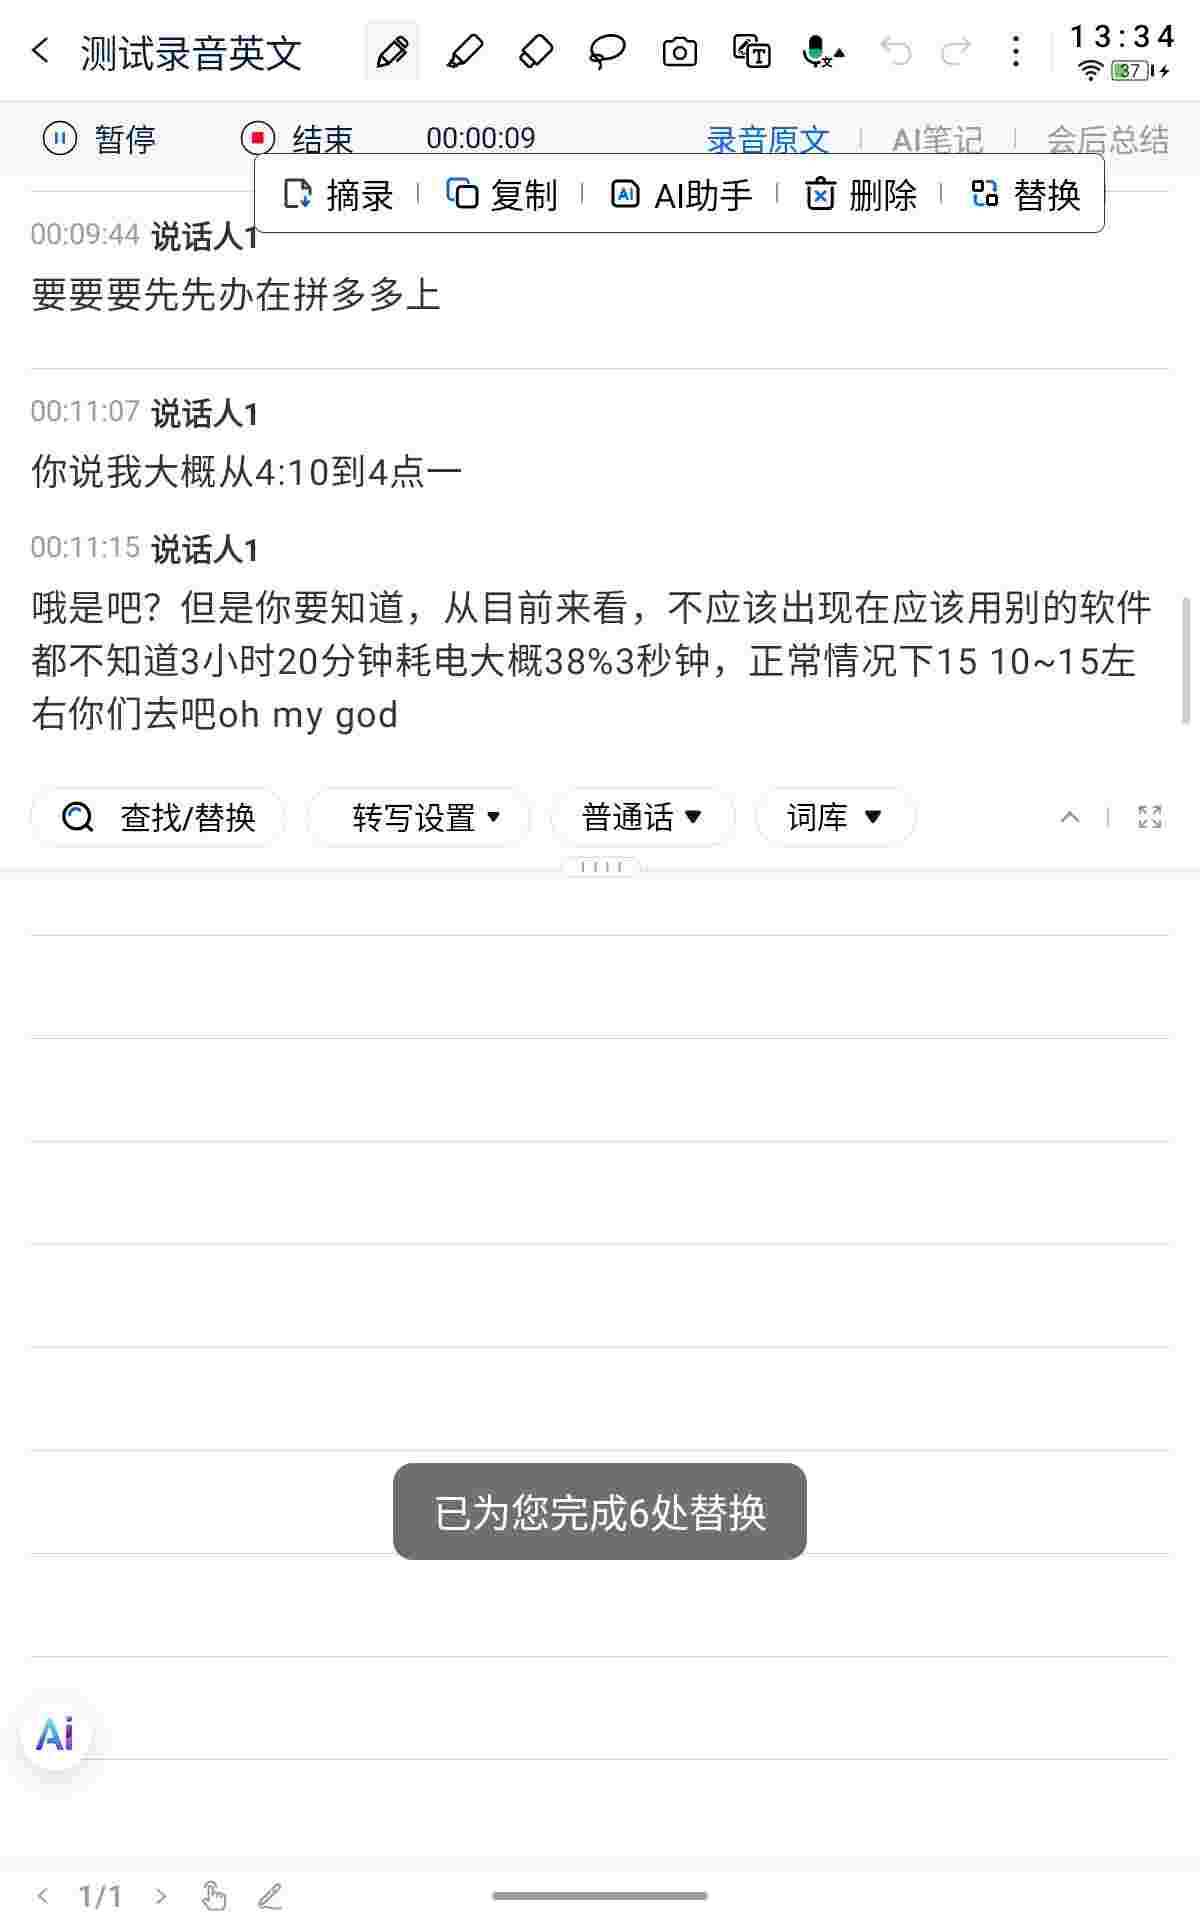 测试录音英文
13:34
37
暂停
结束
00:00:09
录音原文
AI笔记
会后总结
摘录
复制
AI助手
删除
替换
00:09:44 说话人1
要要要先先办在拼多多上
00:11:07 说话人1
你说我大概从4:10到4点一
00:11:15 说话人1
哦是吧？但是你要知道，从目前来看，不应该出现在应该用别的软件
都不知道3小时20分钟耗电大概38%3秒钟，正常情况下15 10~15左
右你们去吧oh my god
查找/替换
转写设置
普通话
词库
已为您完成6处替换
Ai
1/1